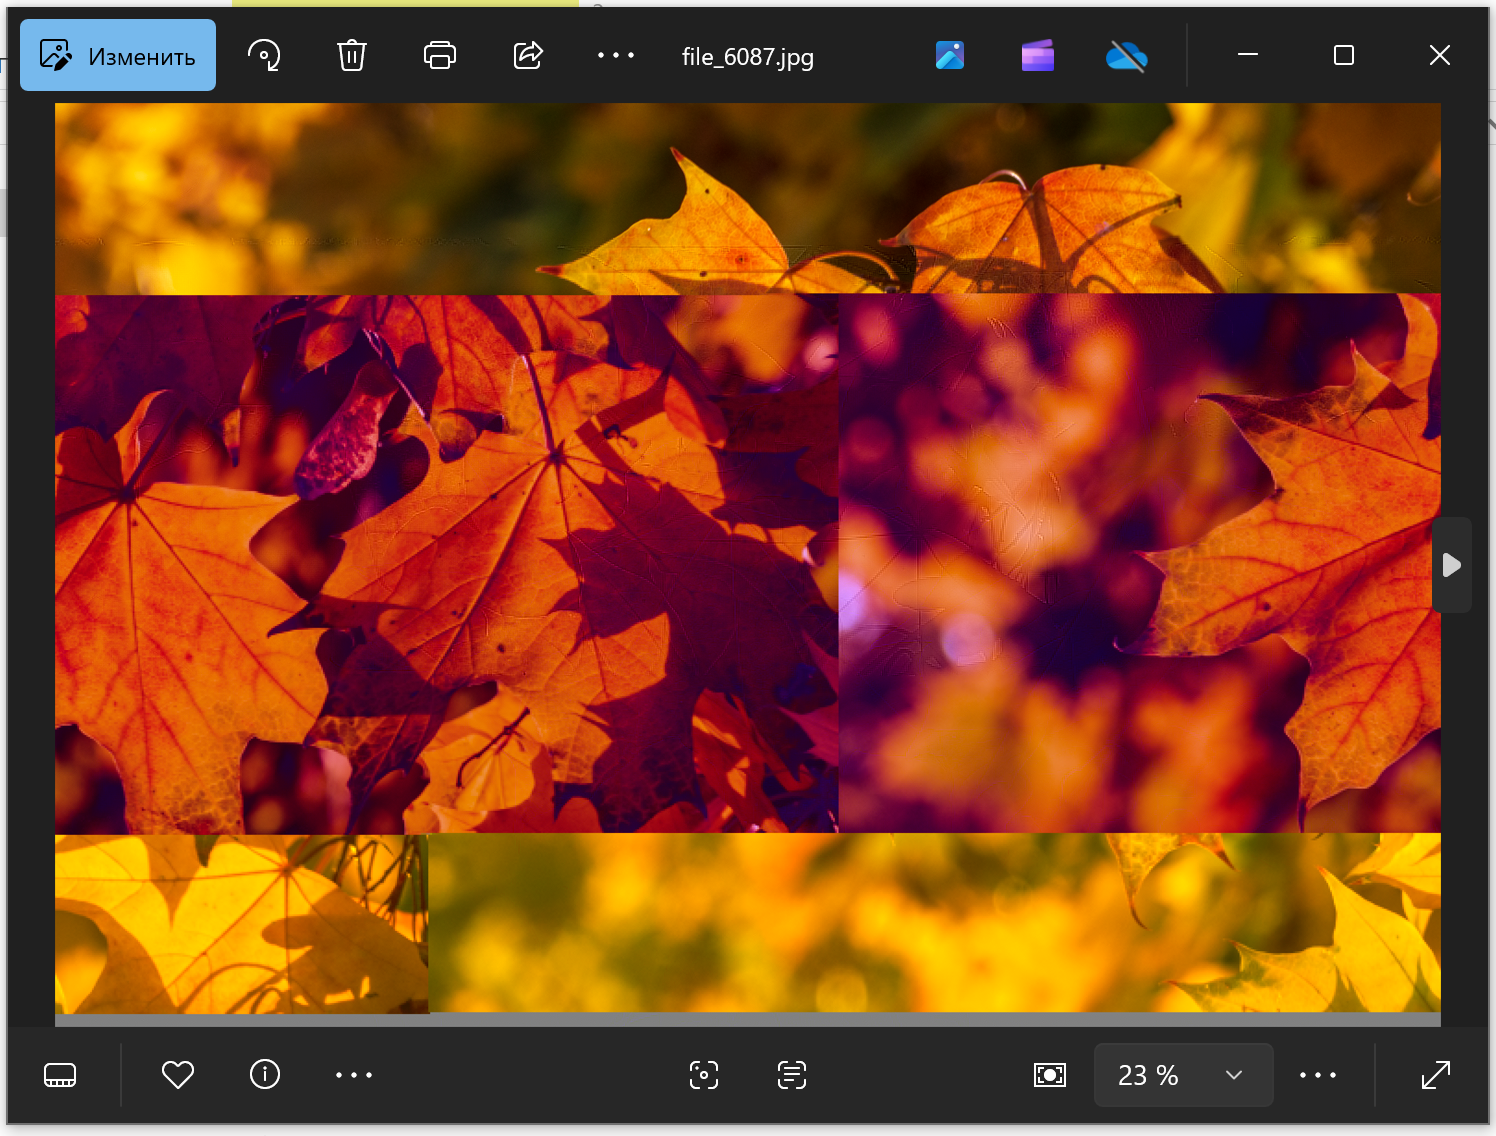 Изменить
file_6087.jpg
23 %